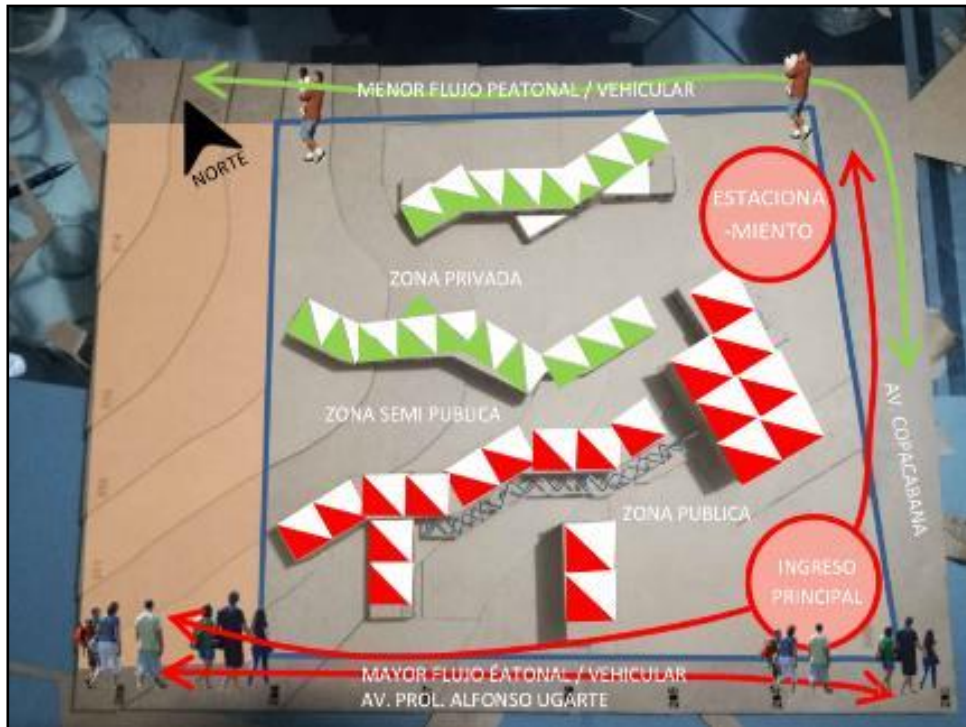 MENOR FLUJO PEATONAL / VEHICULAR
NORTE
ESTACIONA
-MIENTO
ZONA PRIVADA
ZONA SEMI PUBLICA
AV. COPACABANA
ZONA PUBLICA
INGRESO
PRINCIPAL
MAYOR FLUJO ÉATONAL / VEHICULAR
AV. PROL. ALFONSO UGARTE